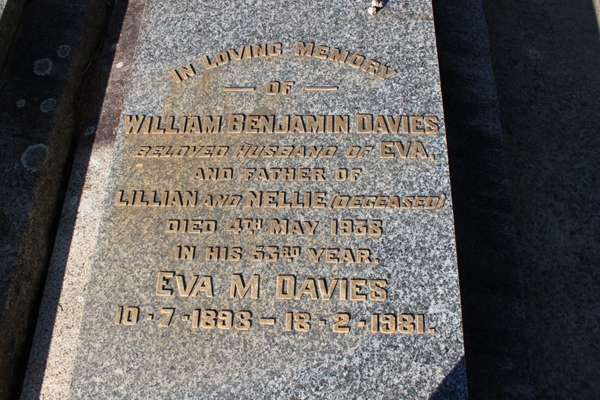 IN LOVING MEMORY
OF
WILLIAM BENJAMIN DAVIES
BELOVED HUSBAND OF EVA,
AND FATHER OF
LILLIAN AND NELLIE (DECEASED)
DIED 4TH MAY 1938
IN HIS 53RD YEAR.
EVA M DAVIES
10 - 7 - 1898 - 18 - 2 - 1981.